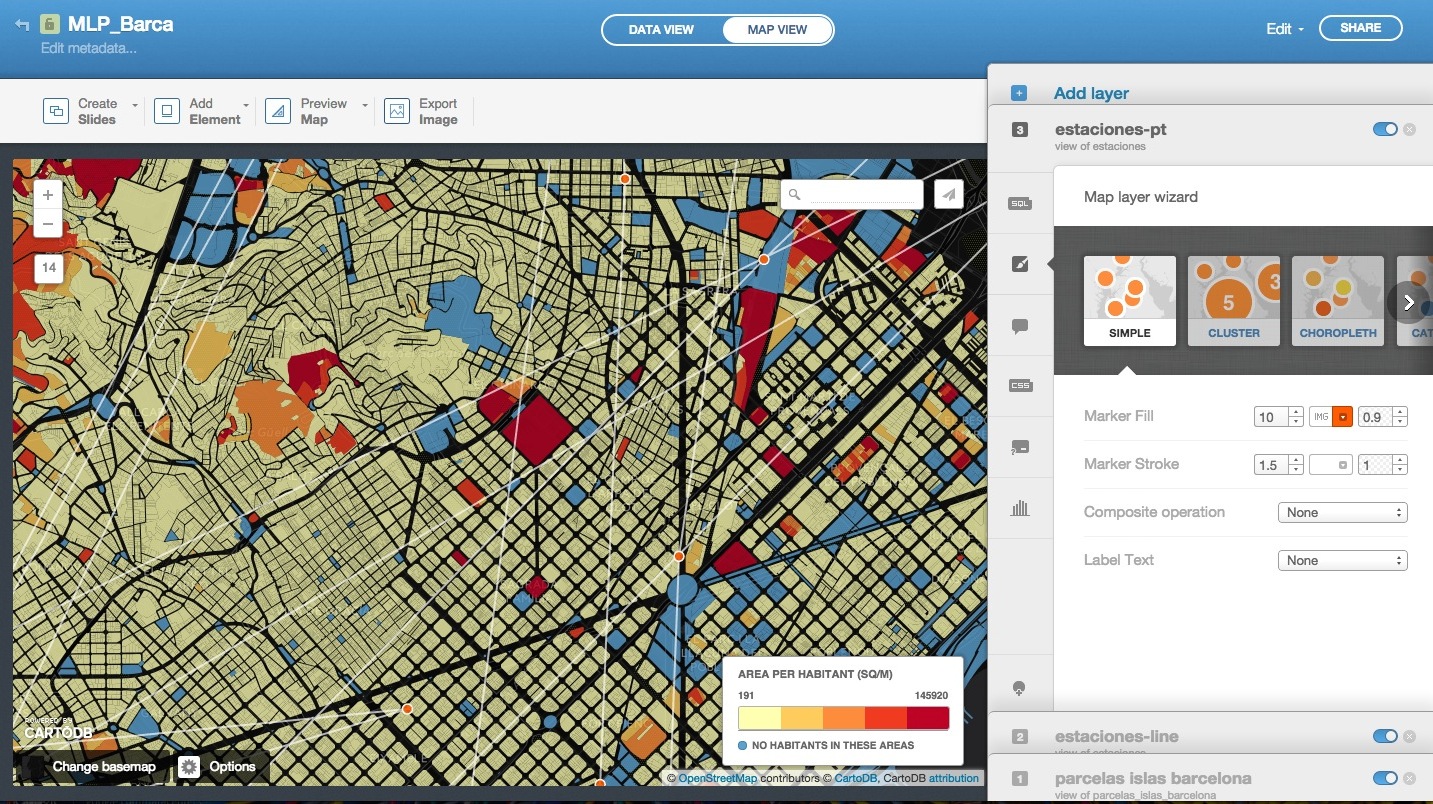 MLP_Barca
Edit metadata...
DATA VIEW
MAP VIEW
Edit
SHARE
Create
Slides
Add
Element
Preview
Map
Export
Image
+
−
14
Güell
AREA PER HABITANT (SQ/M)
191
145920
NO HABITANTS IN THESE AREAS
POWERED BY
CARTODB
Change basemap
Options
© OpenStreetMap contributors © CartoDB, CartoDB attribution
+
Add layer
3
estaciones-pt
view of estaciones
SQL
CSS
Map layer wizard
5
3
SIMPLE
CLUSTER
CHOROPLETH
CAT
Marker Fill
10
IMG
0.9
Marker Stroke
1.5
1
Composite operation
None
Label Text
None
2
estaciones-line
view of estaciones
1
parcelas islas barcelona
view of parcelas_islas_barcelona